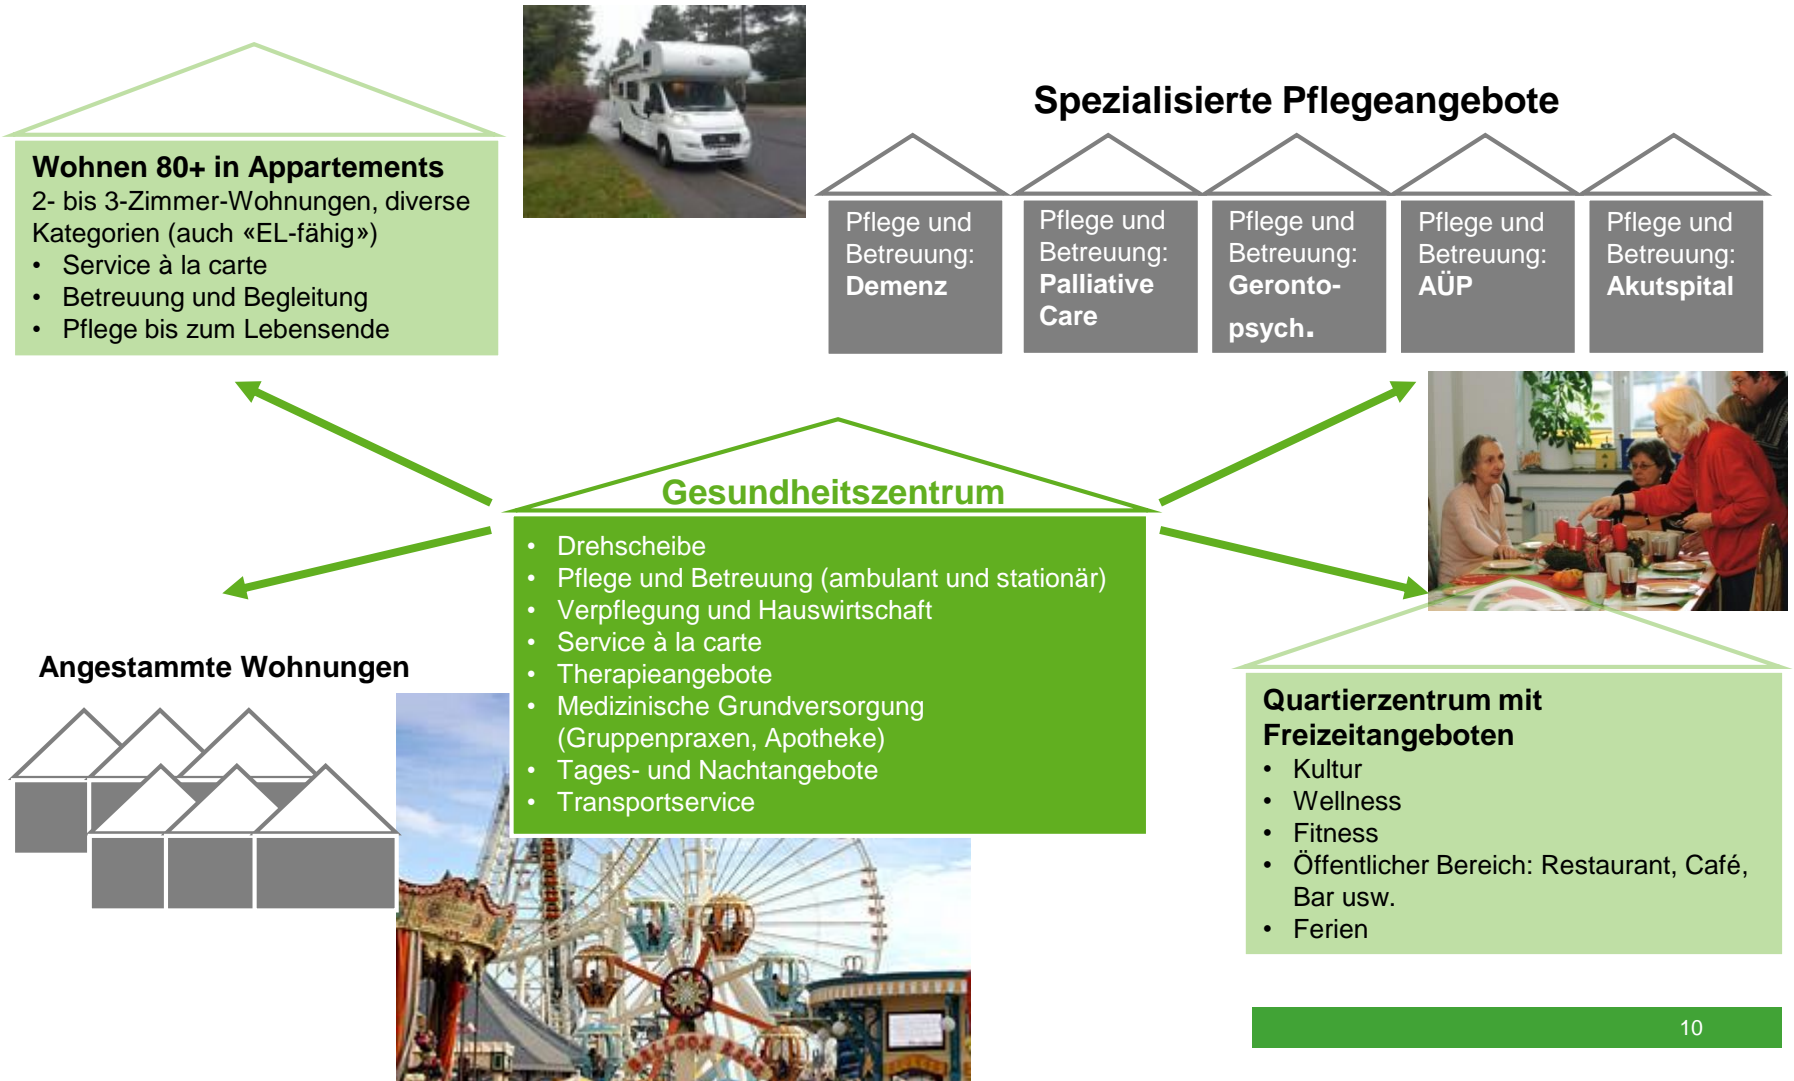 Wohnen 80+ in Appartements
2- bis 3-Zimmer-Wohnungen, diverse
Kategorien (auch «EL-fähig»)
• Service à la carte
• Betreuung und Begleitung
• Pflege bis zum Lebensende
Spezialisierte Pflegeangebote
Pflege und
Betreuung:
Demenz
Pflege und
Betreuung:
Palliative
Care
Pflege und
Betreuung:
Geronto-
psych.
Pflege und
Betreuung:
AÜP
Pflege und
Betreuung:
Akutspital
Gesundheitszentrum
• Drehscheibe
• Pflege und Betreuung (ambulant und stationär)
• Verpflegung und Hauswirtschaft
• Service à la carte
• Therapieangebote
• Medizinische Grundversorgung
(Gruppenpraxen, Apotheke)
• Tages- und Nachtangebote
• Transportservice
Angestammte Wohnungen
Quartierzentrum mit
Freizeitangeboten
• Kultur
• Wellness
• Fitness
• Öffentlicher Bereich: Restaurant, Café,
Bar usw.
• Ferien
BALLOON RACE
10